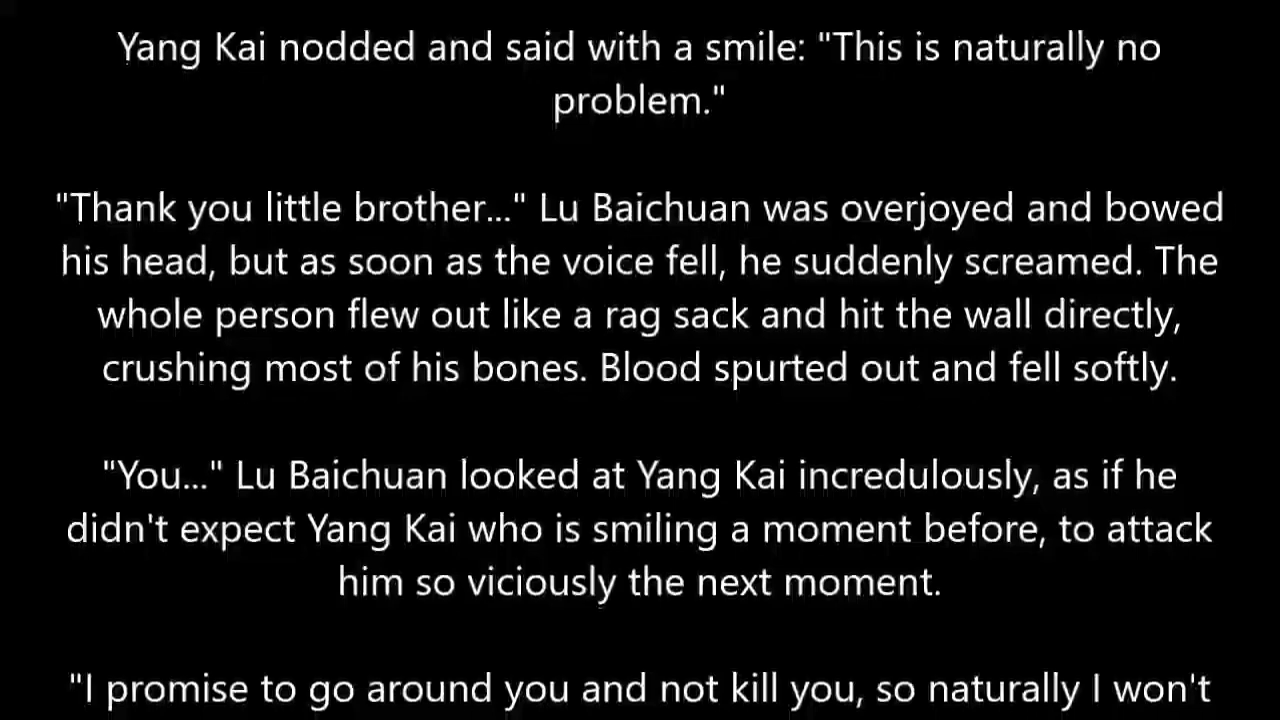 Yang Kai nodded and said with a smile: "This is naturally no
problem."
"Thank you little brother..." Lu Baichuan was overjoyed and bowed
his head, but as soon as the voice fell, he suddenly screamed. The
whole person flew out like a rag sack and hit the wall directly,
crushing most of his bones. Blood spurted out and fell softly.
"You..." Lu Baichuan looked at Yang Kai incredulously, as if he
didn't expect Yang Kai who is smiling a moment before, to attack
him so viciously the next moment.
"I promise to go around you and not kill you, so naturally I won't